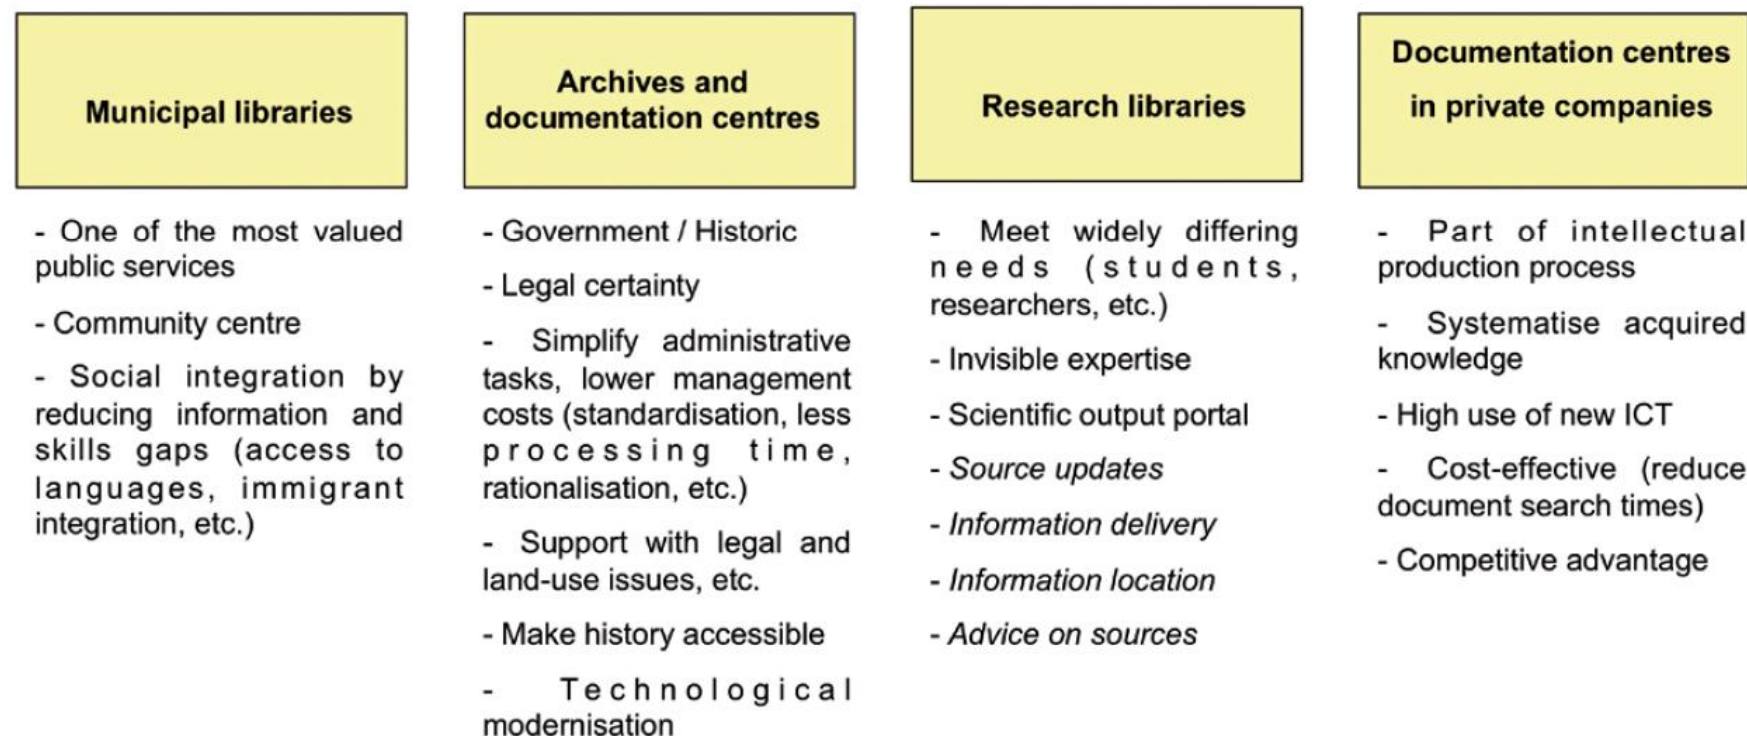 Municipal libraries
- One of the most valued
public services
- Community centre
- Social integration by
reducing information and
skills gaps (access to
languages, immigrant
integration, etc.)
Archives and
documentation centres
- Government / Historic
- Legal certainty
- Simplify administrative
tasks, lower management
costs (standardisation, less
processing time,
rationalisation, etc.)
- Support with legal and
land-use issues, etc.
- Make history accessible
- Technological
modernisation
Research libraries
- Meet widely differing
needs (students,
researchers, etc.)
- Invisible expertise
- Scientific output portal
- Source updates
- Information delivery
- Information location
- Advice on sources
Documentation centres
in private companies
- Part of intellectual
production process
- Systematise acquired
knowledge
- High use of new ICT
- Cost-effective (reduce
document search times)
- Competitive advantage